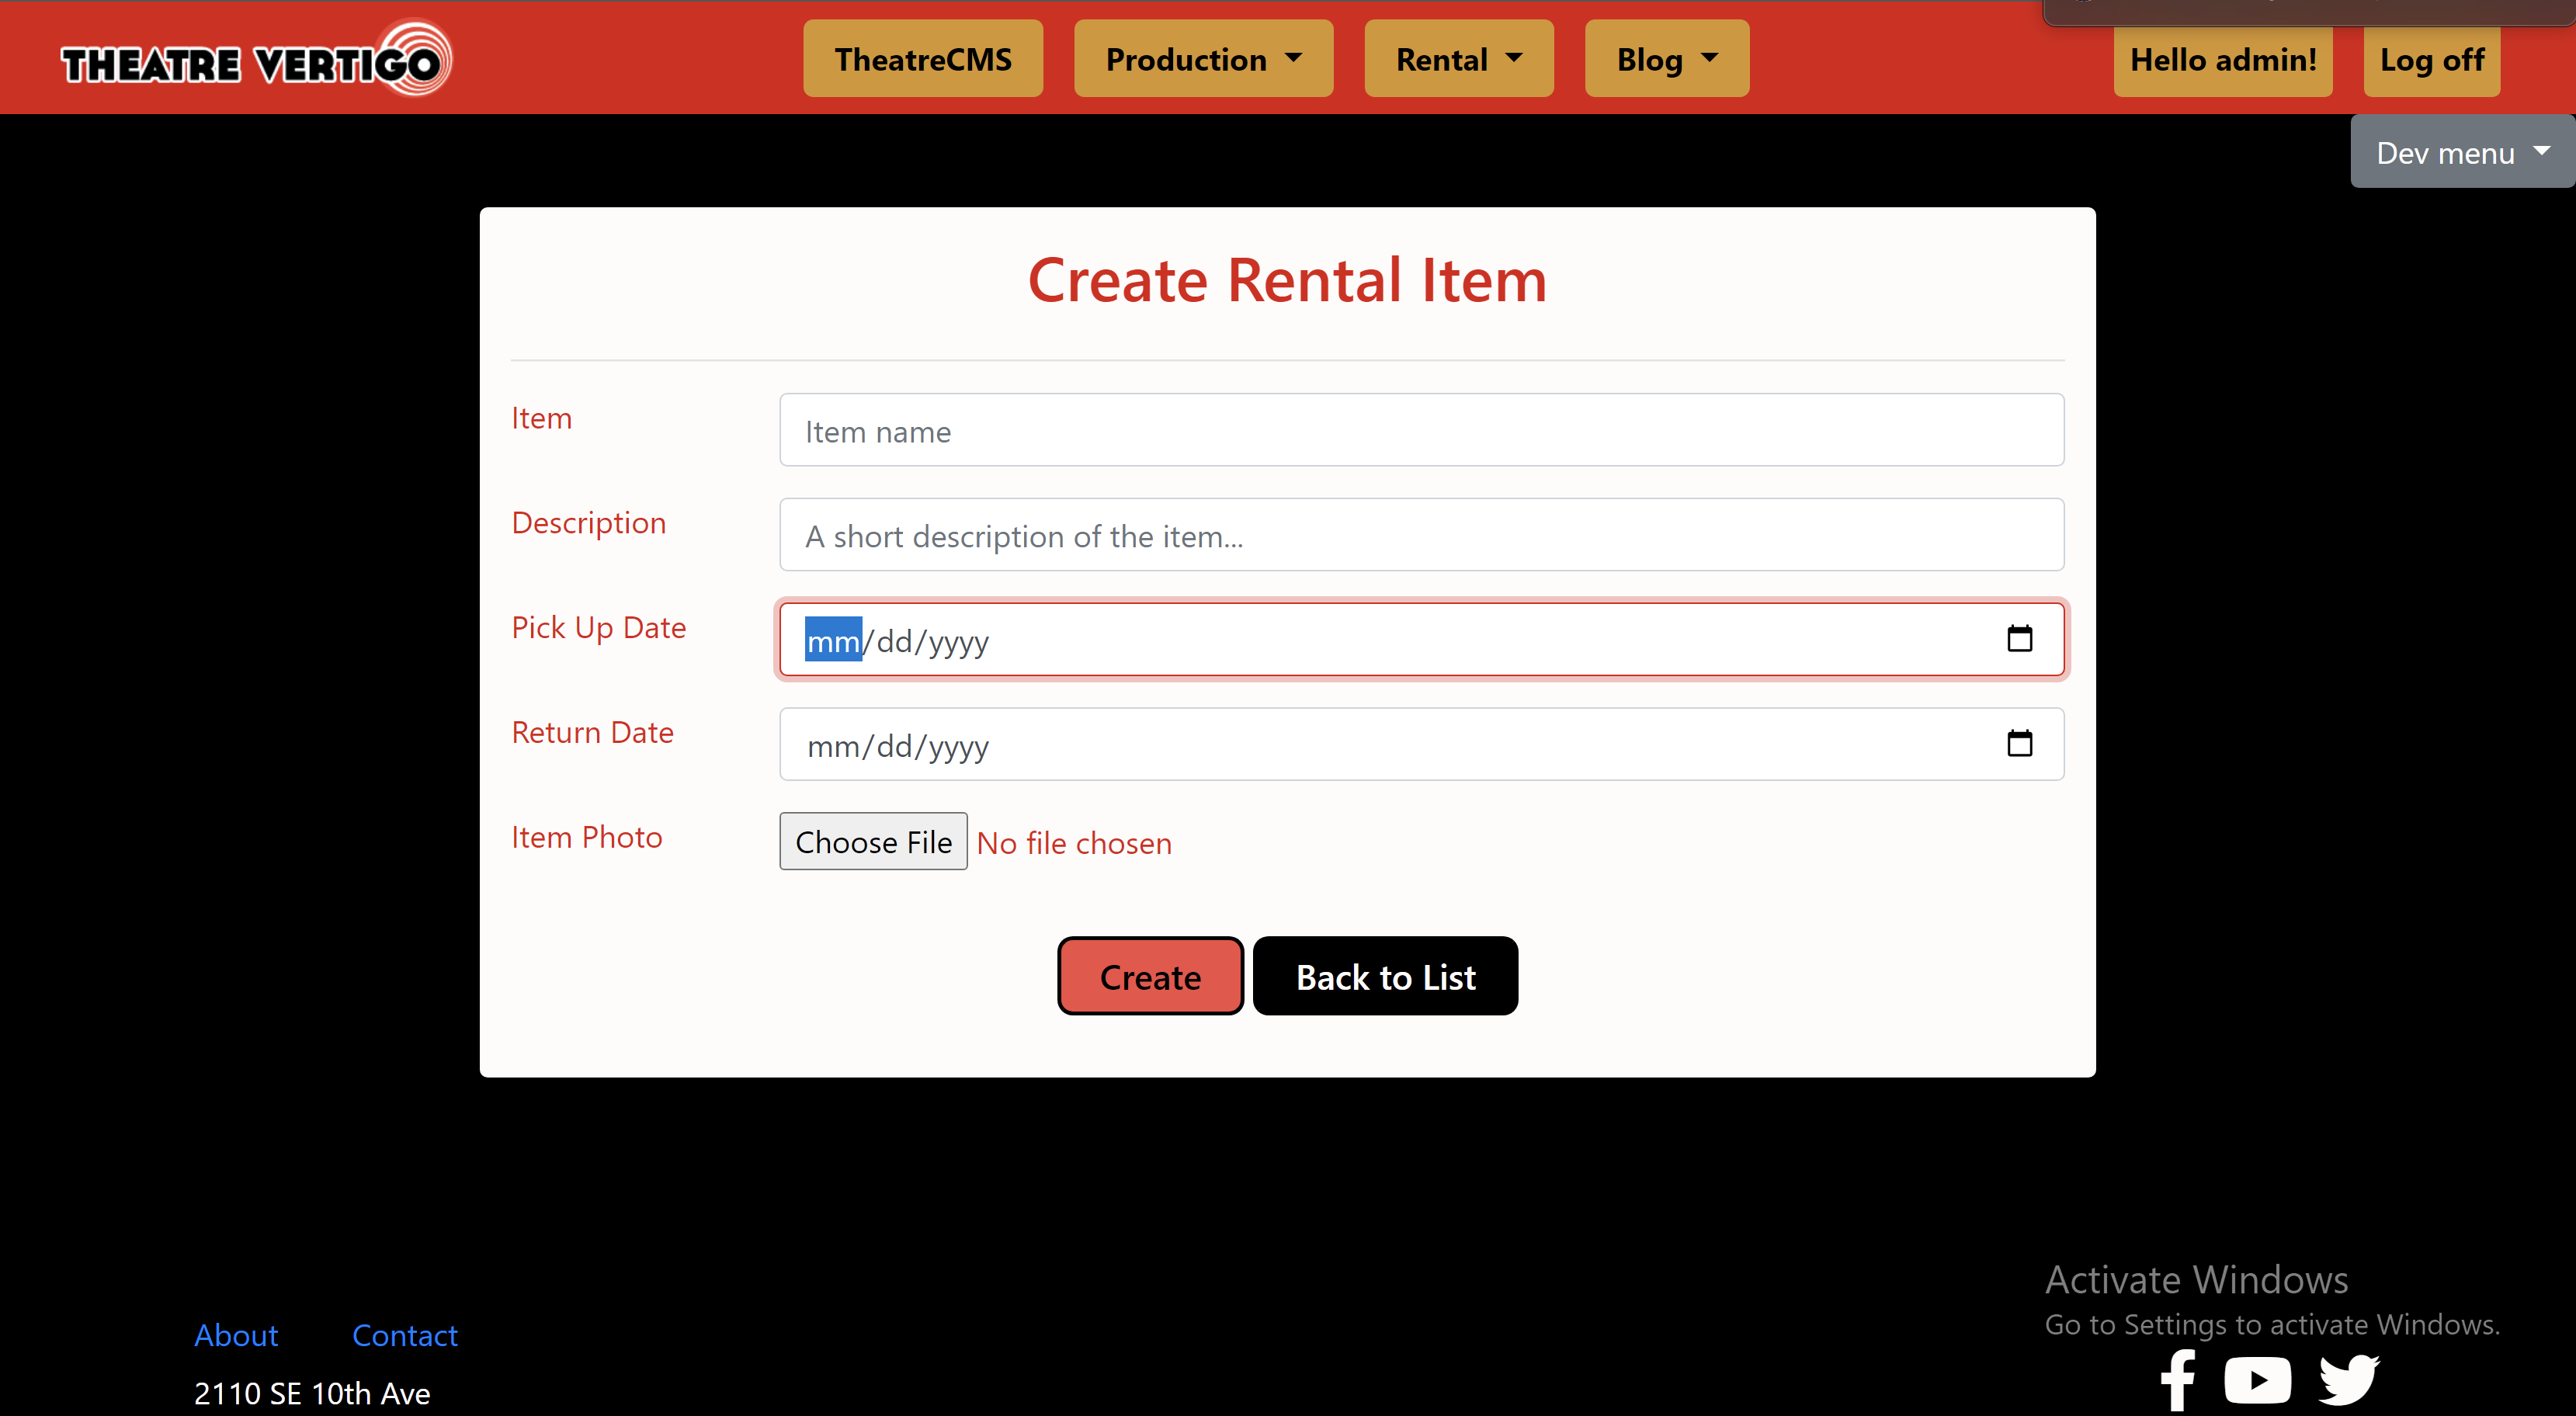 THEATRE VERTIGO
TheatreCMS
Production
Rental
Blog
Hello admin!
Log off
Dev menu
Create Rental Item
Item
Item name
Description
A short description of the item...
Pick Up Date
mm/dd/yyyy
Return Date
mm/dd/yyyy
Item Photo
Choose File No file chosen
Create
Back to List
Activate Windows
Go to Settings to activate Windows.
About
Contact
2110 SE 10th Ave